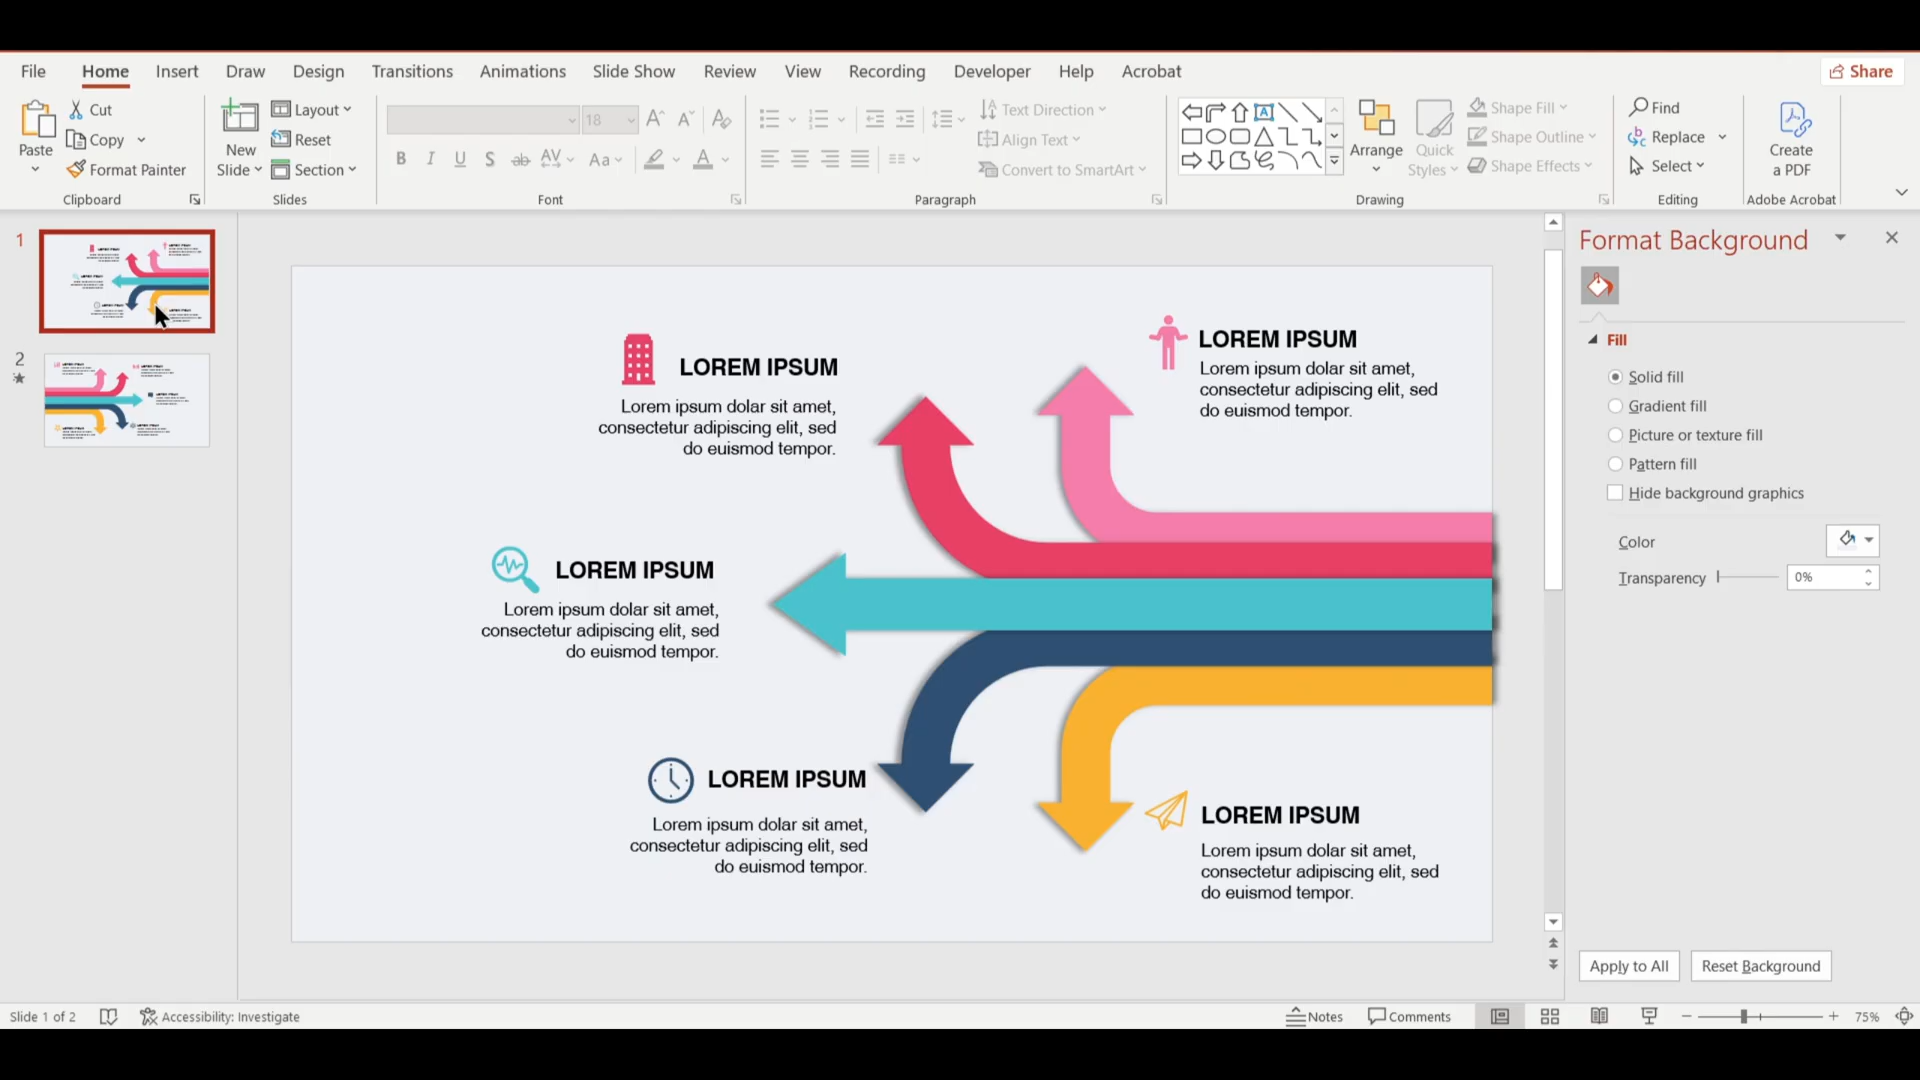 File Home Insert Draw Design Transitions Animations Slide Show Review View Recording Developer Help Acrobat Share
Paste
Cut
Copy
Format Painter
Clipboard
New
Slide
Layout
Reset
Section
Slides
18
B I U S ab AV Aa A
Font
Text Direction
Align Text
Convert to SmartArt
Paragraph
Arrange
Quick
Styles
Shape Fill
Shape Outline
Shape Effects
Drawing
Find
Replace
Select
Editing
Create
a PDF
Adobe Acrobat
1
2
LOREM IPSUM
Lorem ipsum dolar sit amet,
consectetur adipiscing elit, sed
do euismod tempor.
LOREM IPSUM
Lorem ipsum dolar sit amet,
consectetur adipiscing elit, sed
do euismod tempor.
LOREM IPSUM
Lorem ipsum dolar sit amet,
consectetur adipiscing elit, sed
do euismod tempor.
LOREM IPSUM
Lorem ipsum dolar sit amet,
consectetur adipiscing elit, sed
do euismod tempor.
LOREM IPSUM
Lorem ipsum dolar sit amet,
consectetur adipiscing elit, sed
do euismod tempor.
Format Background
Fill
Solid fill
Gradient fill
Picture or texture fill
Pattern fill
Hide background graphics
Color
Transparency 0%
Apply to All Reset Background
Slide 1 of 2 Accessibility: Investigate Notes Comments 75%